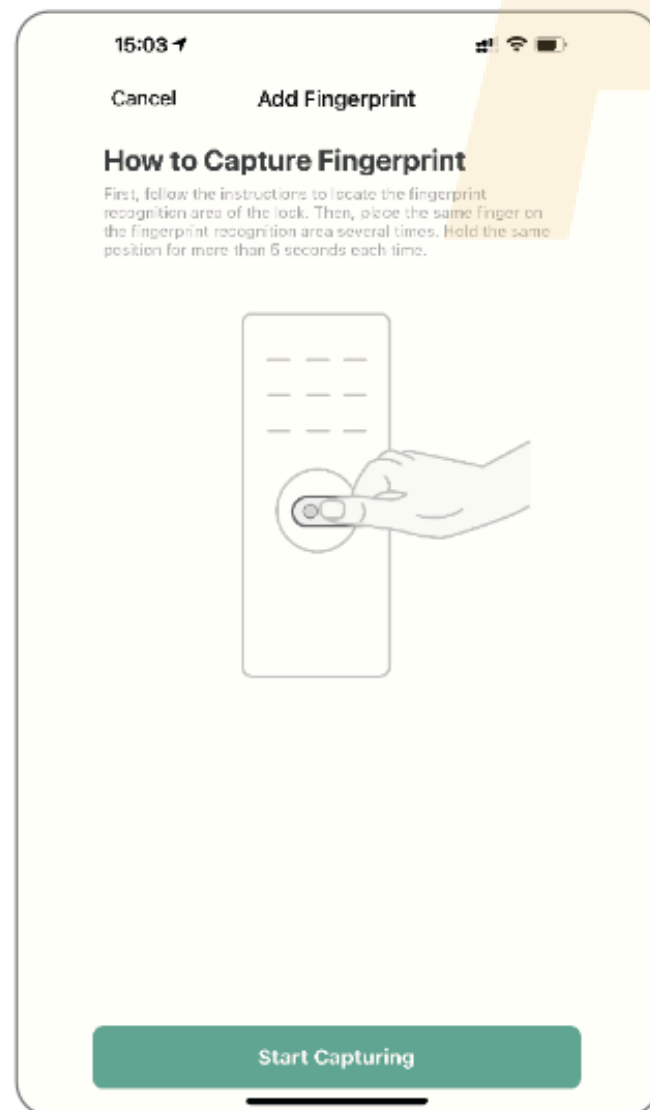 15:03
Cancel Add Fingerprint
How to Capture Fingerprint
First, follow the instructions to locate the fingerprint
recognition area of the lock. Then, place the same finger on
the fingerprint recognition area several times. Hold the same
position for more than 5 seconds each time.
Start Capturing